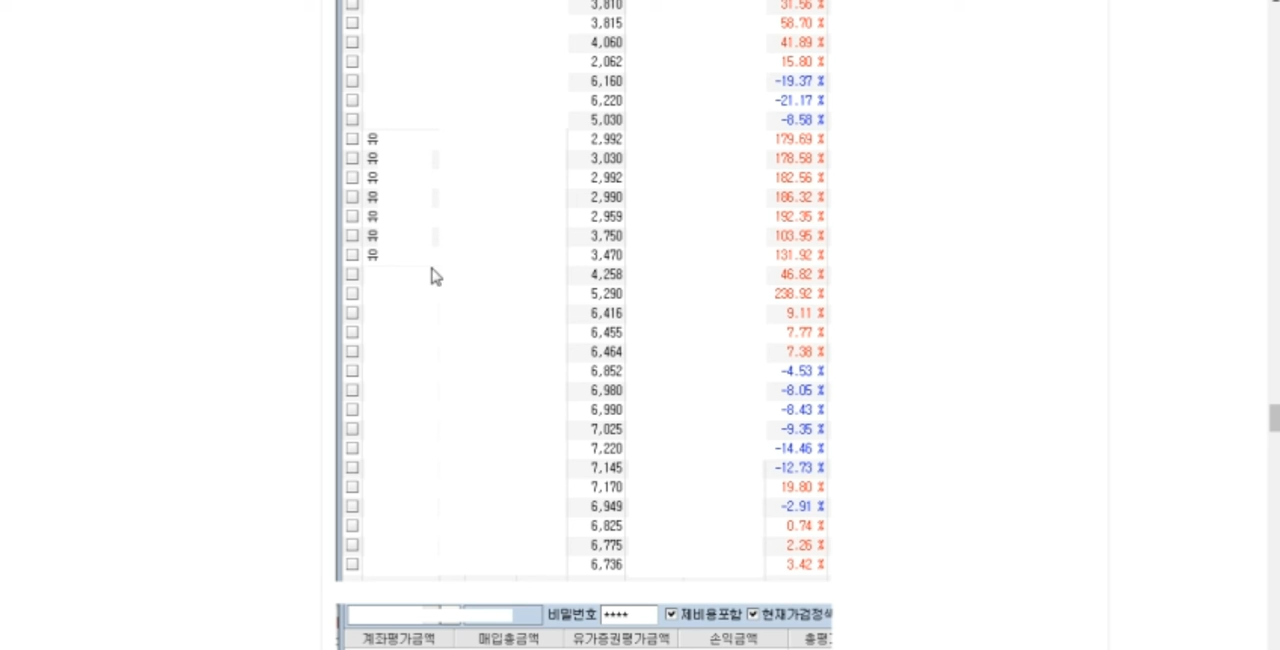 3,810 31.56 %
3,815 58.70 %
4,060 41.89 %
2,062 15.80 %
6,160 -19.37 %
6,220 -21.17 %
5,030 -8.58 %
유 2,992 179.69 %
유 3,030 178.58 %
유 2,992 182.56 %
유 2,990 186.32 %
유 2,959 192.35 %
유 3,750 103.95 %
유 3,470 131.92 %
4,258 46.82 %
5,290 238.92 %
6,416 9.11 %
6,455 7.77 %
6,464 7.38 %
6,852 -4.53 %
6,980 -8.05 %
6,990 -8.43 %
7,025 -9.35 %
7,220 -14.46 %
7,145 -12.73 %
7,170 19.80 %
6,949 -2.91 %
6,825 0.74 %
6,775 2.26 %
6,736 3.42 %
비밀번호 **** 제비용포함 현재가검정
계좌평가금액 매입총금액 유가증권평가금액 손익금액 총평